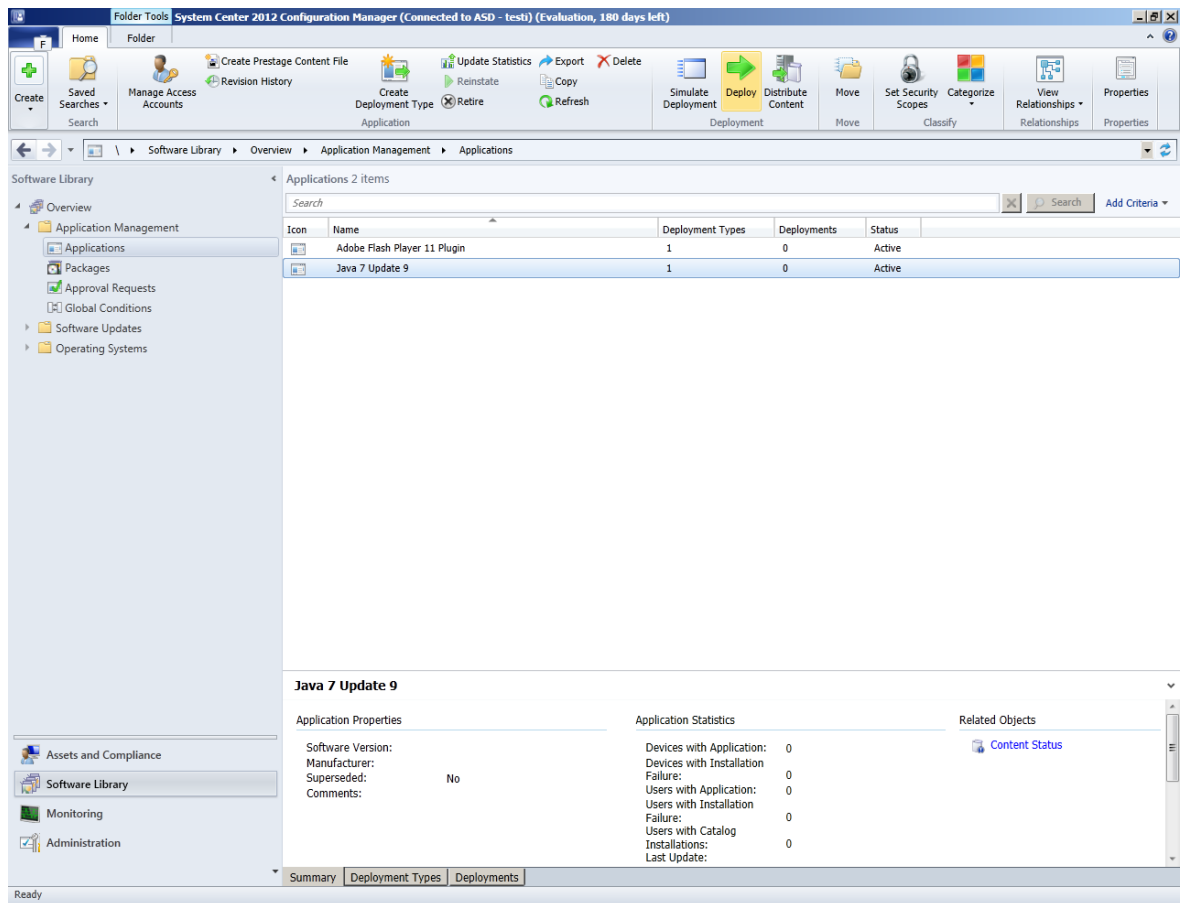 Folder Tools System Center 2012 Configuration Manager (Connected to ASD - testi) (Evaluation, 180 days left)
F Home Folder
Create
Saved Searches
Search
Manage Access Accounts
Create Prestage Content File
Revision History
Create Deployment Type
Update Statistics
Reinstate
Retire
Export
Copy
Refresh
Delete
Application
Simulate Deployment
Deploy
Distribute Content
Deployment
Move
Move
Set Security Scopes
Categorize
Classify
View Relationships
Relationships
Properties
Properties
\ Software Library Overview Application Management Applications
Software Library
Overview
Application Management
Applications
Packages
Approval Requests
Global Conditions
Software Updates
Operating Systems
Assets and Compliance
Software Library
Monitoring
Administration
Applications 2 items
Search Search Add Criteria
Icon Name Deployment Types Deployments Status
Adobe Flash Player 11 Plugin 1 0 Active
Java 7 Update 9 1 0 Active
Java 7 Update 9
Application Properties
Software Version:
Manufacturer:
Superseded: No
Comments:
Application Statistics
Devices with Application: 0
Devices with Installation
Failure: 0
Users with Application: 0
Users with Installation
Failure: 0
Users with Catalog
Installations: 0
Last Update:
Related Objects
Content Status
Summary Deployment Types Deployments
Ready